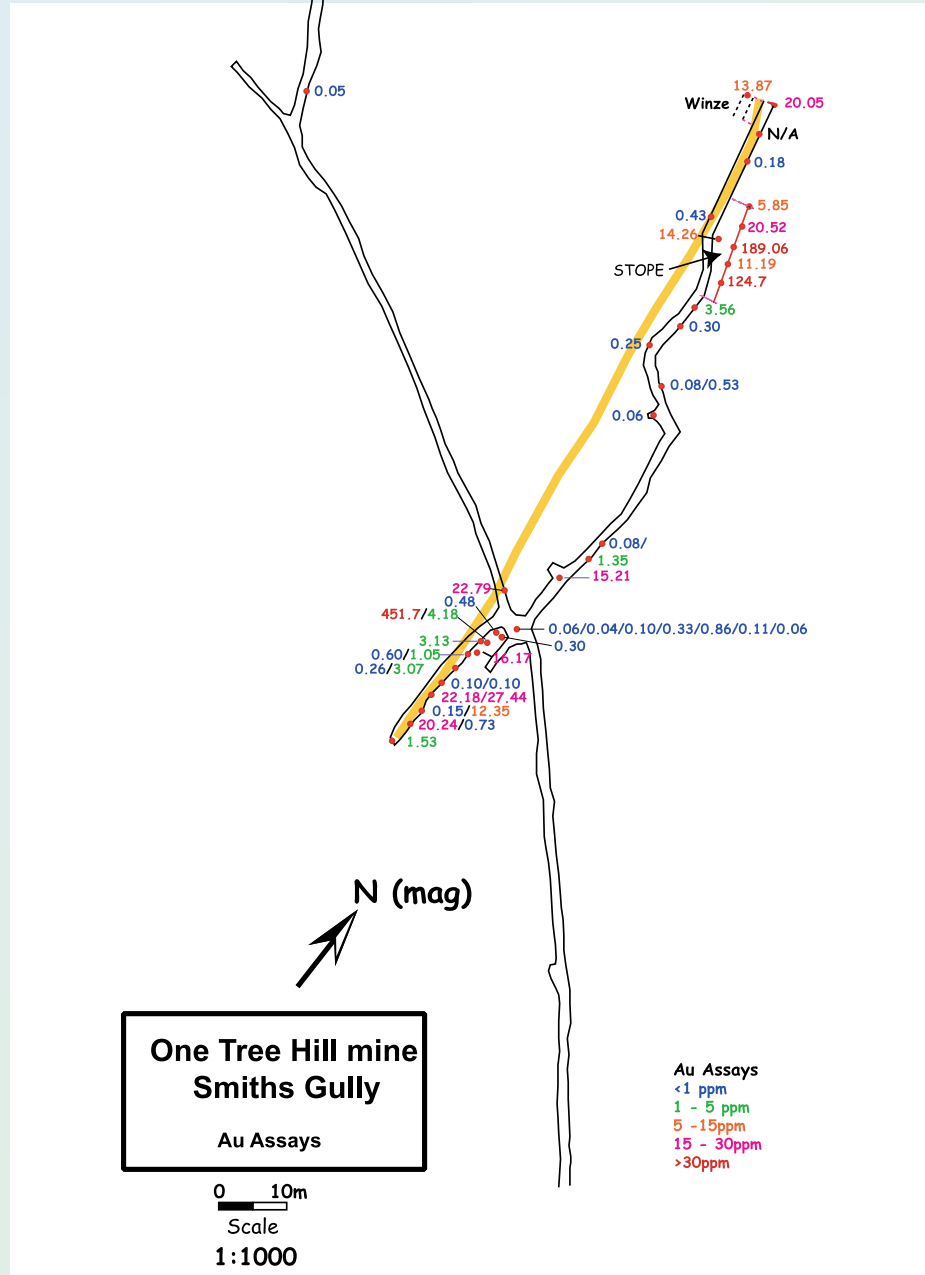 0.05
13.87
Winze
20.05
N/A
0.18
5.85
0.43
20.52
14.26
189.06
STOPE
11.19
124.7
3.56
0.30
0.25
0.08/0.53
0.06
0.08/
1.35
15.21
22.79
0.48
451.7/4.18
0.06/0.04/0.10/0.33/0.86/0.11/0.06
3.13
0.30
0.60/1.05
16.17
0.26/3.07
0.10/0.10
22.18/27.44
0.15/12.35
20.24/0.73
1.53
N (mag)
One Tree Hill mine
Smiths Gully
Au Assays
Au Assays
<1 ppm
1 - 5 ppm
5 -15ppm
15 - 30ppm
>30ppm
0 10m
Scale
1:1000